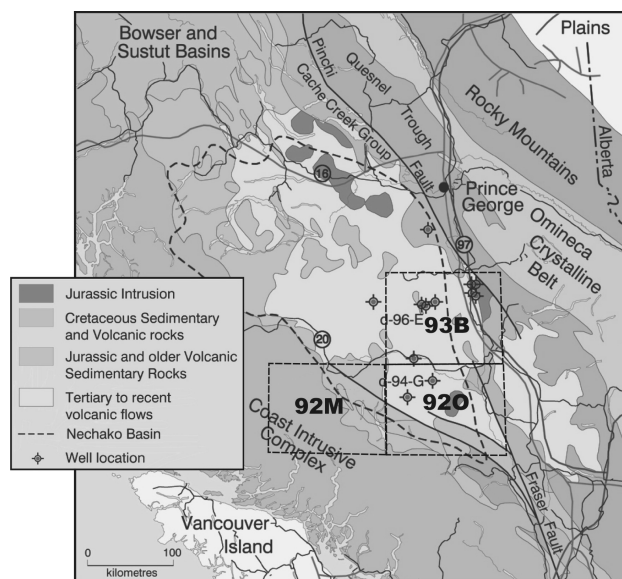 Bowser and
Sustut Basins
Plains
Pinchi
Quesnel
Trough
Cache Creek Group
Fault
Rocky Mountains
Alberta
?
16
Prince
George
Omineca
Crystalline
Belt
97
Jurassic Intrusion
Cretaceous Sedimentary
and Volcanic rocks
Jurassic and older Volcanic
Sedimentary Rocks
Tertiary to recent
volcanic flows
Nechako Basin
Well location
d-96-E
93B
20
d-94-G
92M
92O
Coast Intrusive
Complex
Fraser Fault
Vancouver
Island
0 100
kilometres